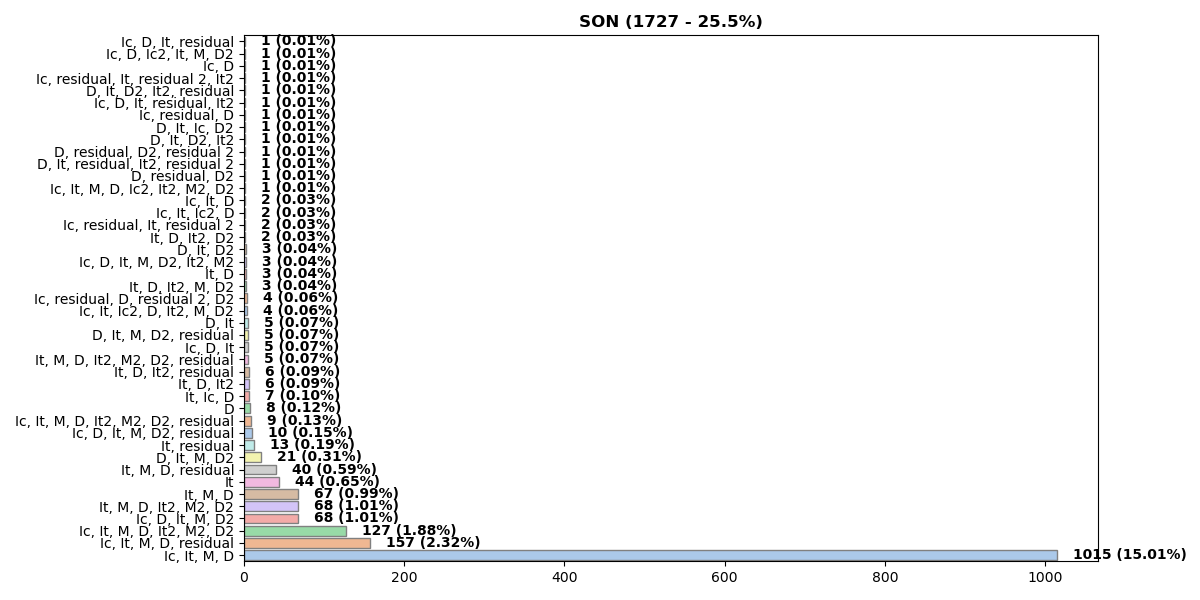 SON (1727 - 25.5%)
Ic, D, It, residual 1 (0.01%)
Ic, D, Ic2, It, M, D2 1 (0.01%)
Ic, D 1 (0.01%)
Ic, residual, It, residual 2, It2 1 (0.01%)
D, It, D2, It2, residual 1 (0.01%)
Ic, D, It, residual, It2 1 (0.01%)
Ic, residual, D 1 (0.01%)
D, It, Ic, D2 1 (0.01%)
D, It, D2, It2 1 (0.01%)
D, residual, D2, residual 2 1 (0.01%)
D, It, residual, It2, residual 2 1 (0.01%)
D, residual, D2 1 (0.01%)
Ic, It, M, D, Ic2, It2, M2, D2 1 (0.01%)
Ic, It, D 2 (0.03%)
Ic, It, Ic2, D 2 (0.03%)
Ic, residual, It, residual 2 2 (0.03%)
It, D, It2, D2 2 (0.03%)
D, It, D2 3 (0.04%)
Ic, D, It, M, D2, It2, M2 3 (0.04%)
It, D 3 (0.04%)
It, D, It2, M, D2 3 (0.04%)
Ic, residual, D, residual 2, D2 4 (0.06%)
Ic, It, Ic2, D, It2, M, D2 4 (0.06%)
D, It 5 (0.07%)
D, It, M, D2, residual 5 (0.07%)
Ic, D, It 5 (0.07%)
It, M, D, It2, M2, D2, residual 5 (0.07%)
It, D, It2, residual 6 (0.09%)
It, D, It2 6 (0.09%)
It, Ic, D 7 (0.10%)
D 8 (0.12%)
Ic, It, M, D, It2, M2, D2, residual 9 (0.13%)
Ic, D, It, M, D2, residual 10 (0.15%)
It, residual 13 (0.19%)
D, It, M, D2 21 (0.31%)
It, M, D, residual 40 (0.59%)
It 44 (0.65%)
It, M, D 67 (0.99%)
It, M, D, It2, M2, D2 68 (1.01%)
Ic, D, It, M, D2 68 (1.01%)
Ic, It, M, D, It2, M2, D2 127 (1.88%)
Ic, It, M, D, residual 157 (2.32%)
Ic, It, M, D 1015 (15.01%)
0 200 400 600 800 1000